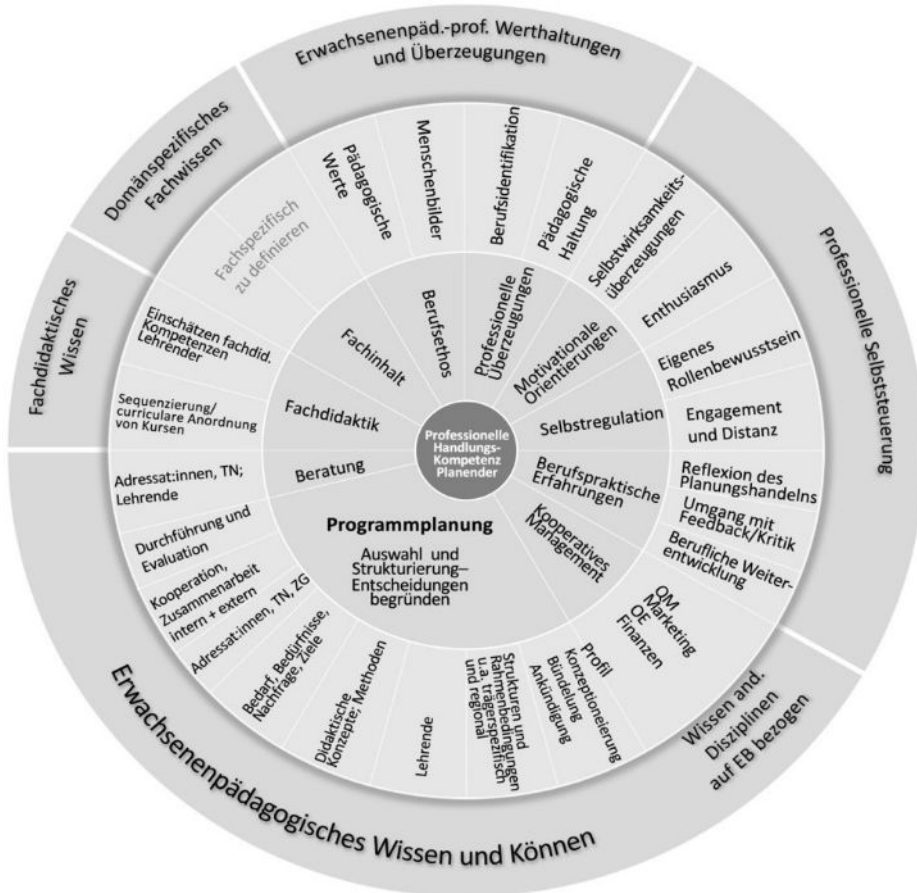 Erwachsenenpäd.-prof. Werthaltungen
und Überzeugungen
Professionelle Selbststeuerung
Wissen and.
Disziplinen
auf EB bezogen
Erwachsenenpädagogisches Wissen und Können
Fachdidaktisches
Wissen
Domänspezifisches
Fachwissen
Pädagogische
Werte
Menschenbilder
Berufsidentifikation
Pädagogische
Haltung
Selbstwirksamkeits-
überzeugungen
Enthusiasmus
Eigenes
Rollenbewusstsein
Engagement
und Distanz
Reflexion des
Planungshandelns
Umgang mit
Feedback/Kritik
Berufliche Weiter-
entwicklung
QM
Marketing
OE
Finanzen
Profil
Konzeptionierung
Bündelung
Ankündigung
Strukturen und
Rahmenbedingungen
u.a. trägerspezifisch
und regional
Lehrende
Didaktische
Konzepte; Methoden
Bedarf, Bedürfnisse,
Nachfrage, Ziele
Adressat:innen, TN, ZG
Kooperation,
Zusammenarbeit
intern + extern
Durchführung und
Evaluation
Adressat:innen, TN;
Lehrende
Sequenzierung/
curriculare Anordnung
von Kursen
Einschätzen fachdid.
Kompetenzen
Lehrender
Fachspezifisch
zu definieren
Berufsethos
Professionelle
Überzeugungen
Motivationale
Orientierungen
Selbstregulation
Berufspraktische
Erfahrungen
Kooperatives
Management
Programmplanung
Auswahl und
Strukturierung–
Entscheidungen
begründen
Beratung
Fachdidaktik
Fachinhalt
Professionelle
Handlungs-
Kompetenz
Planender